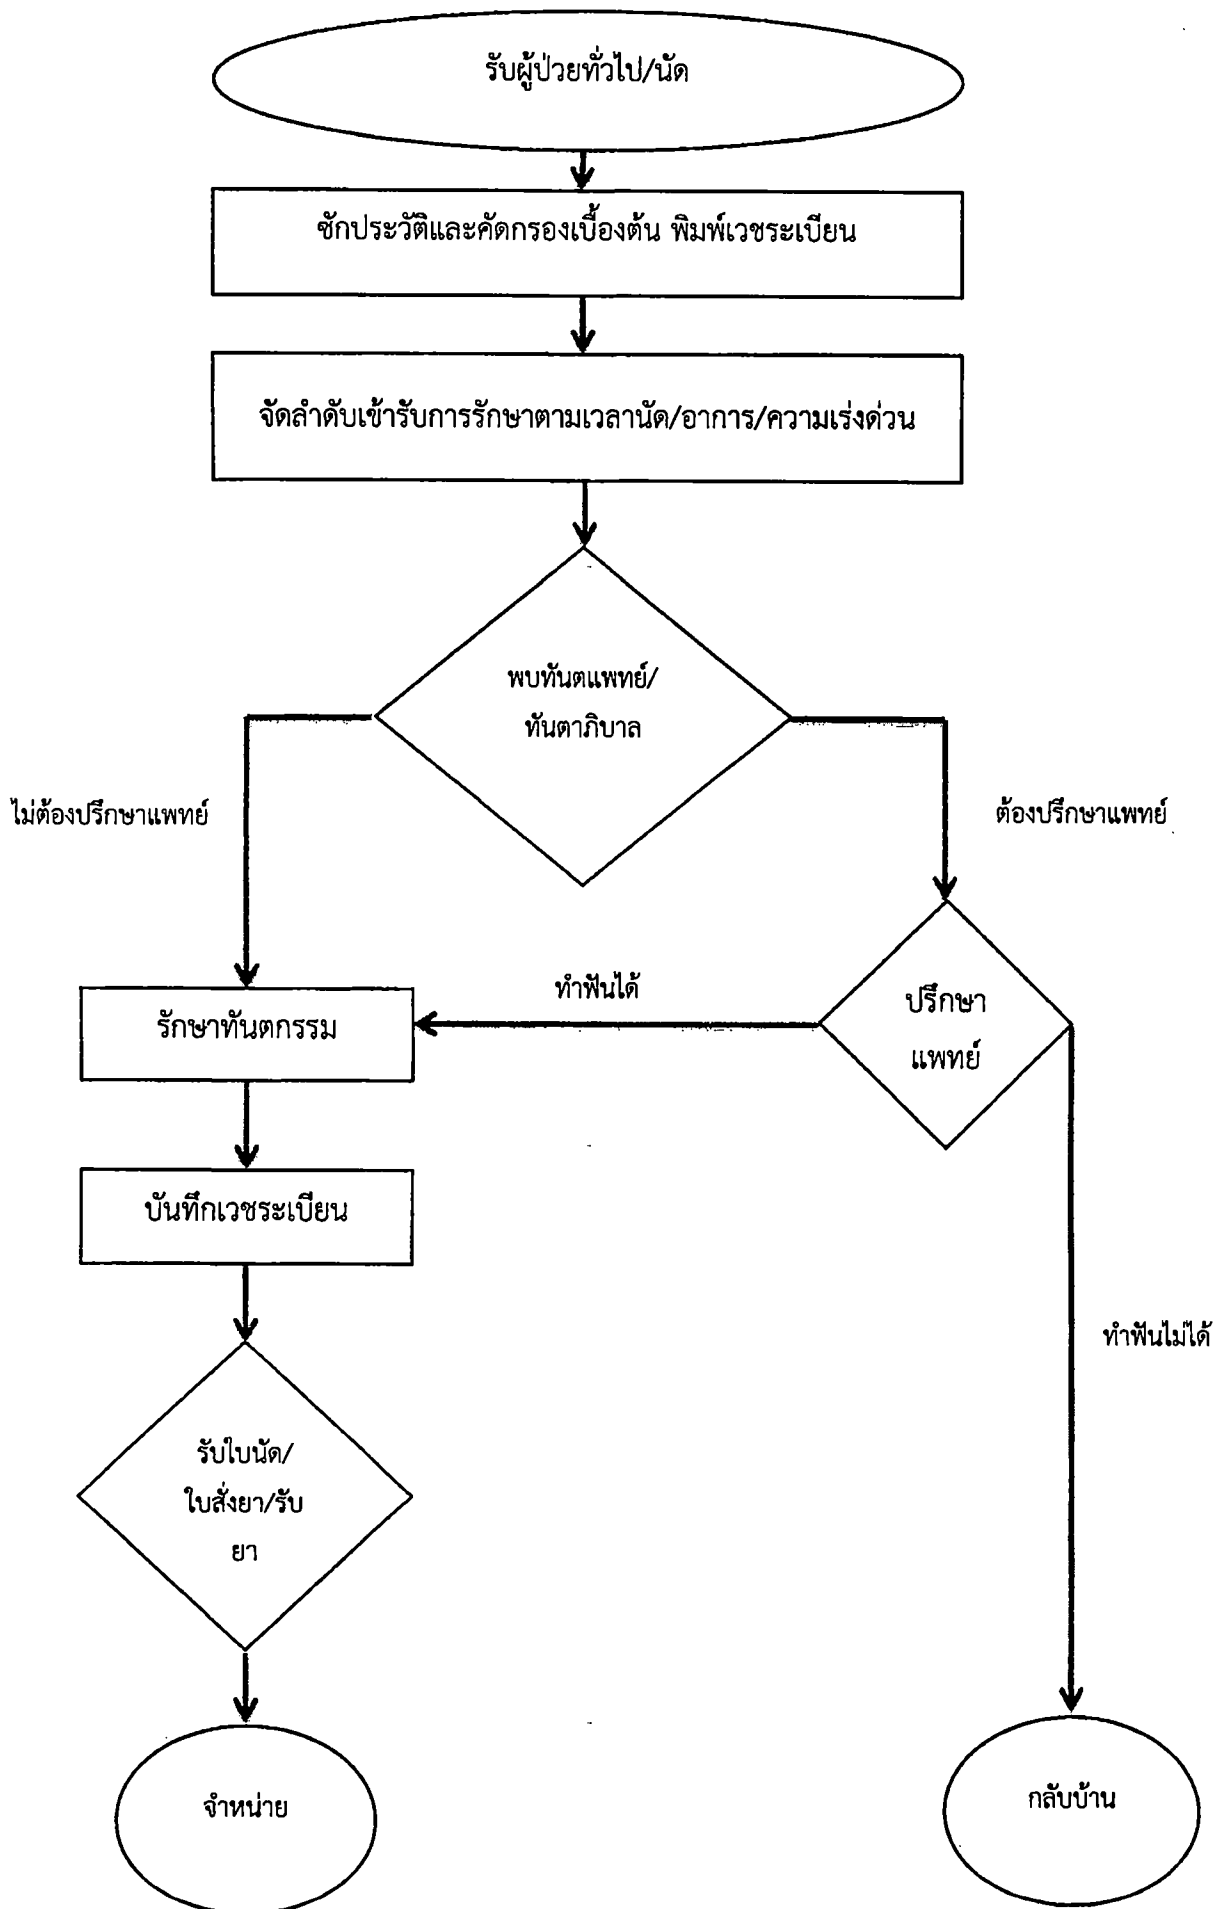 รับผู้ป่วยทั่วไป/นัด
ซักประวัติและคัดกรองเบื้องต้น พิมพ์เวชระเบียน
จัดลำดับเข้ารับการรักษาตามเวลานัด/อาการ/ความเร่งด่วน
พบทันตแพทย์/
ทันตาภิบาล
ไม่ต้องปรึกษาแพทย์
ต้องปรึกษาแพทย์
ทำฟันได้
ปรึกษา
แพทย์
รักษาทันตกรรม
บันทึกเวชระเบียน
ทำฟันไม่ได้
รับใบนัด/
ใบสั่งยา/รับ
ยา
จำหน่าย
กลับบ้าน